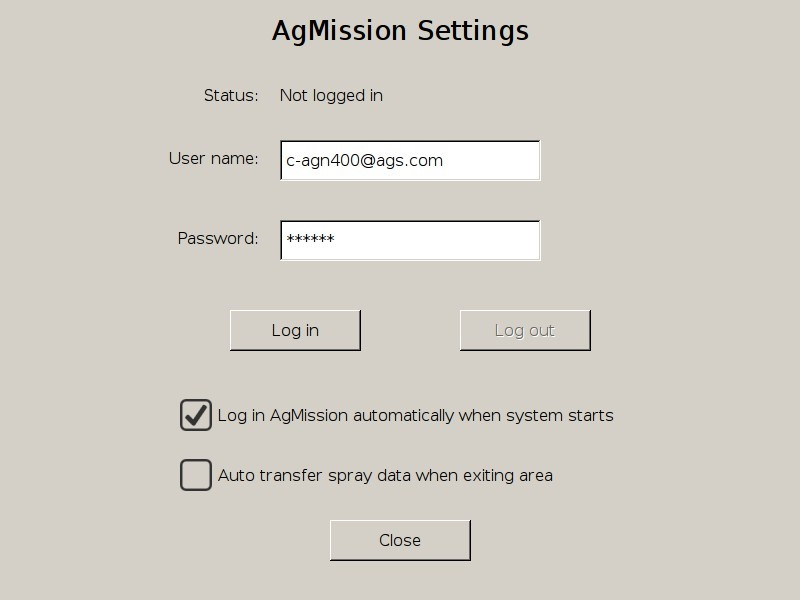 AgMission Settings
Status: Not logged in
User name: c-agn400@ags.com
Password: ******
Log in Log out
Log in AgMission automatically when system starts
Auto transfer spray data when exiting area
Close